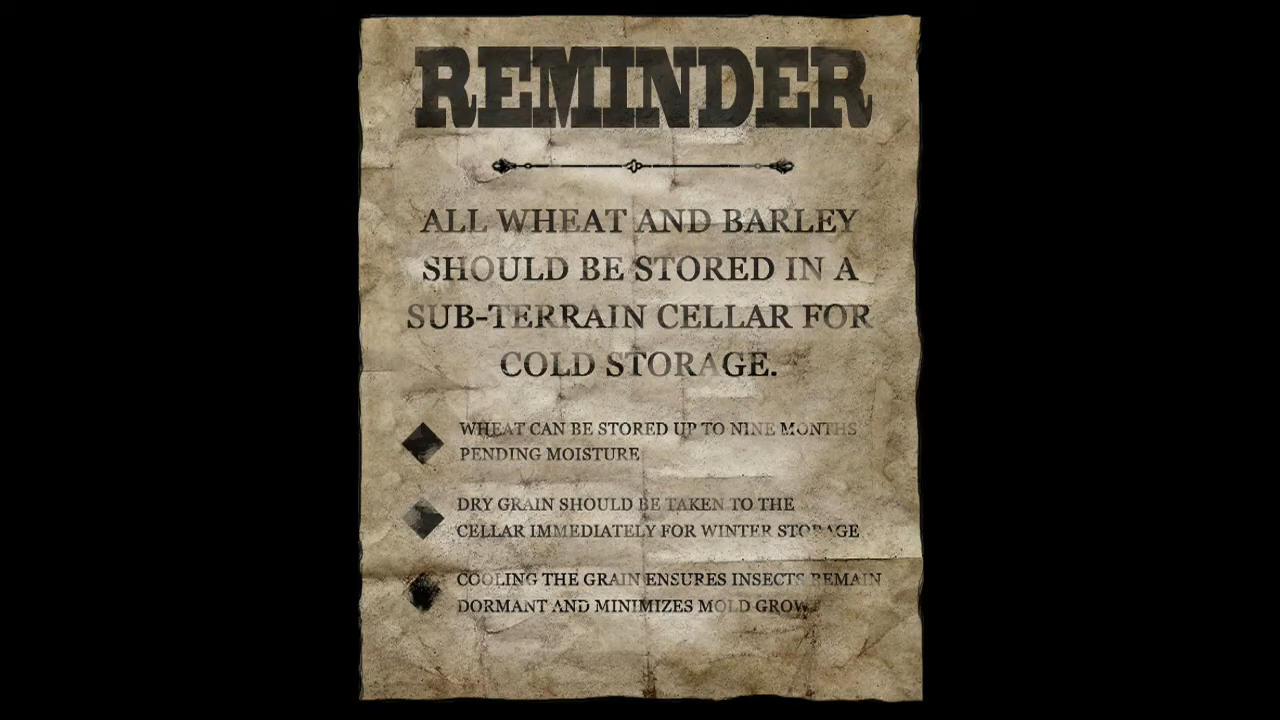 REMINDER
ALL WHEAT AND BARLEY
SHOULD BE STORED IN A
SUB-TERRAIN CELLAR FOR
COLD STORAGE.
WHEAT CAN BE STORED UP TO NINE MONTHS
PENDING MOISTURE
DRY GRAIN SHOULD BE TAKEN TO THE
CELLAR IMMEDIATELY FOR WINTER STORAGE
COOLING THE GRAIN ENSURES INSECTS REMAIN
DORMANT AND MINIMIZES MOLD